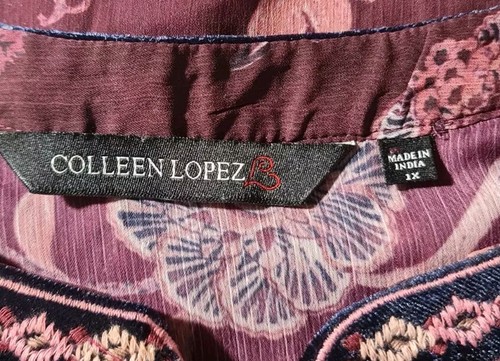 COLLEEN LOPEZ
MADE IN
INDIA
1X